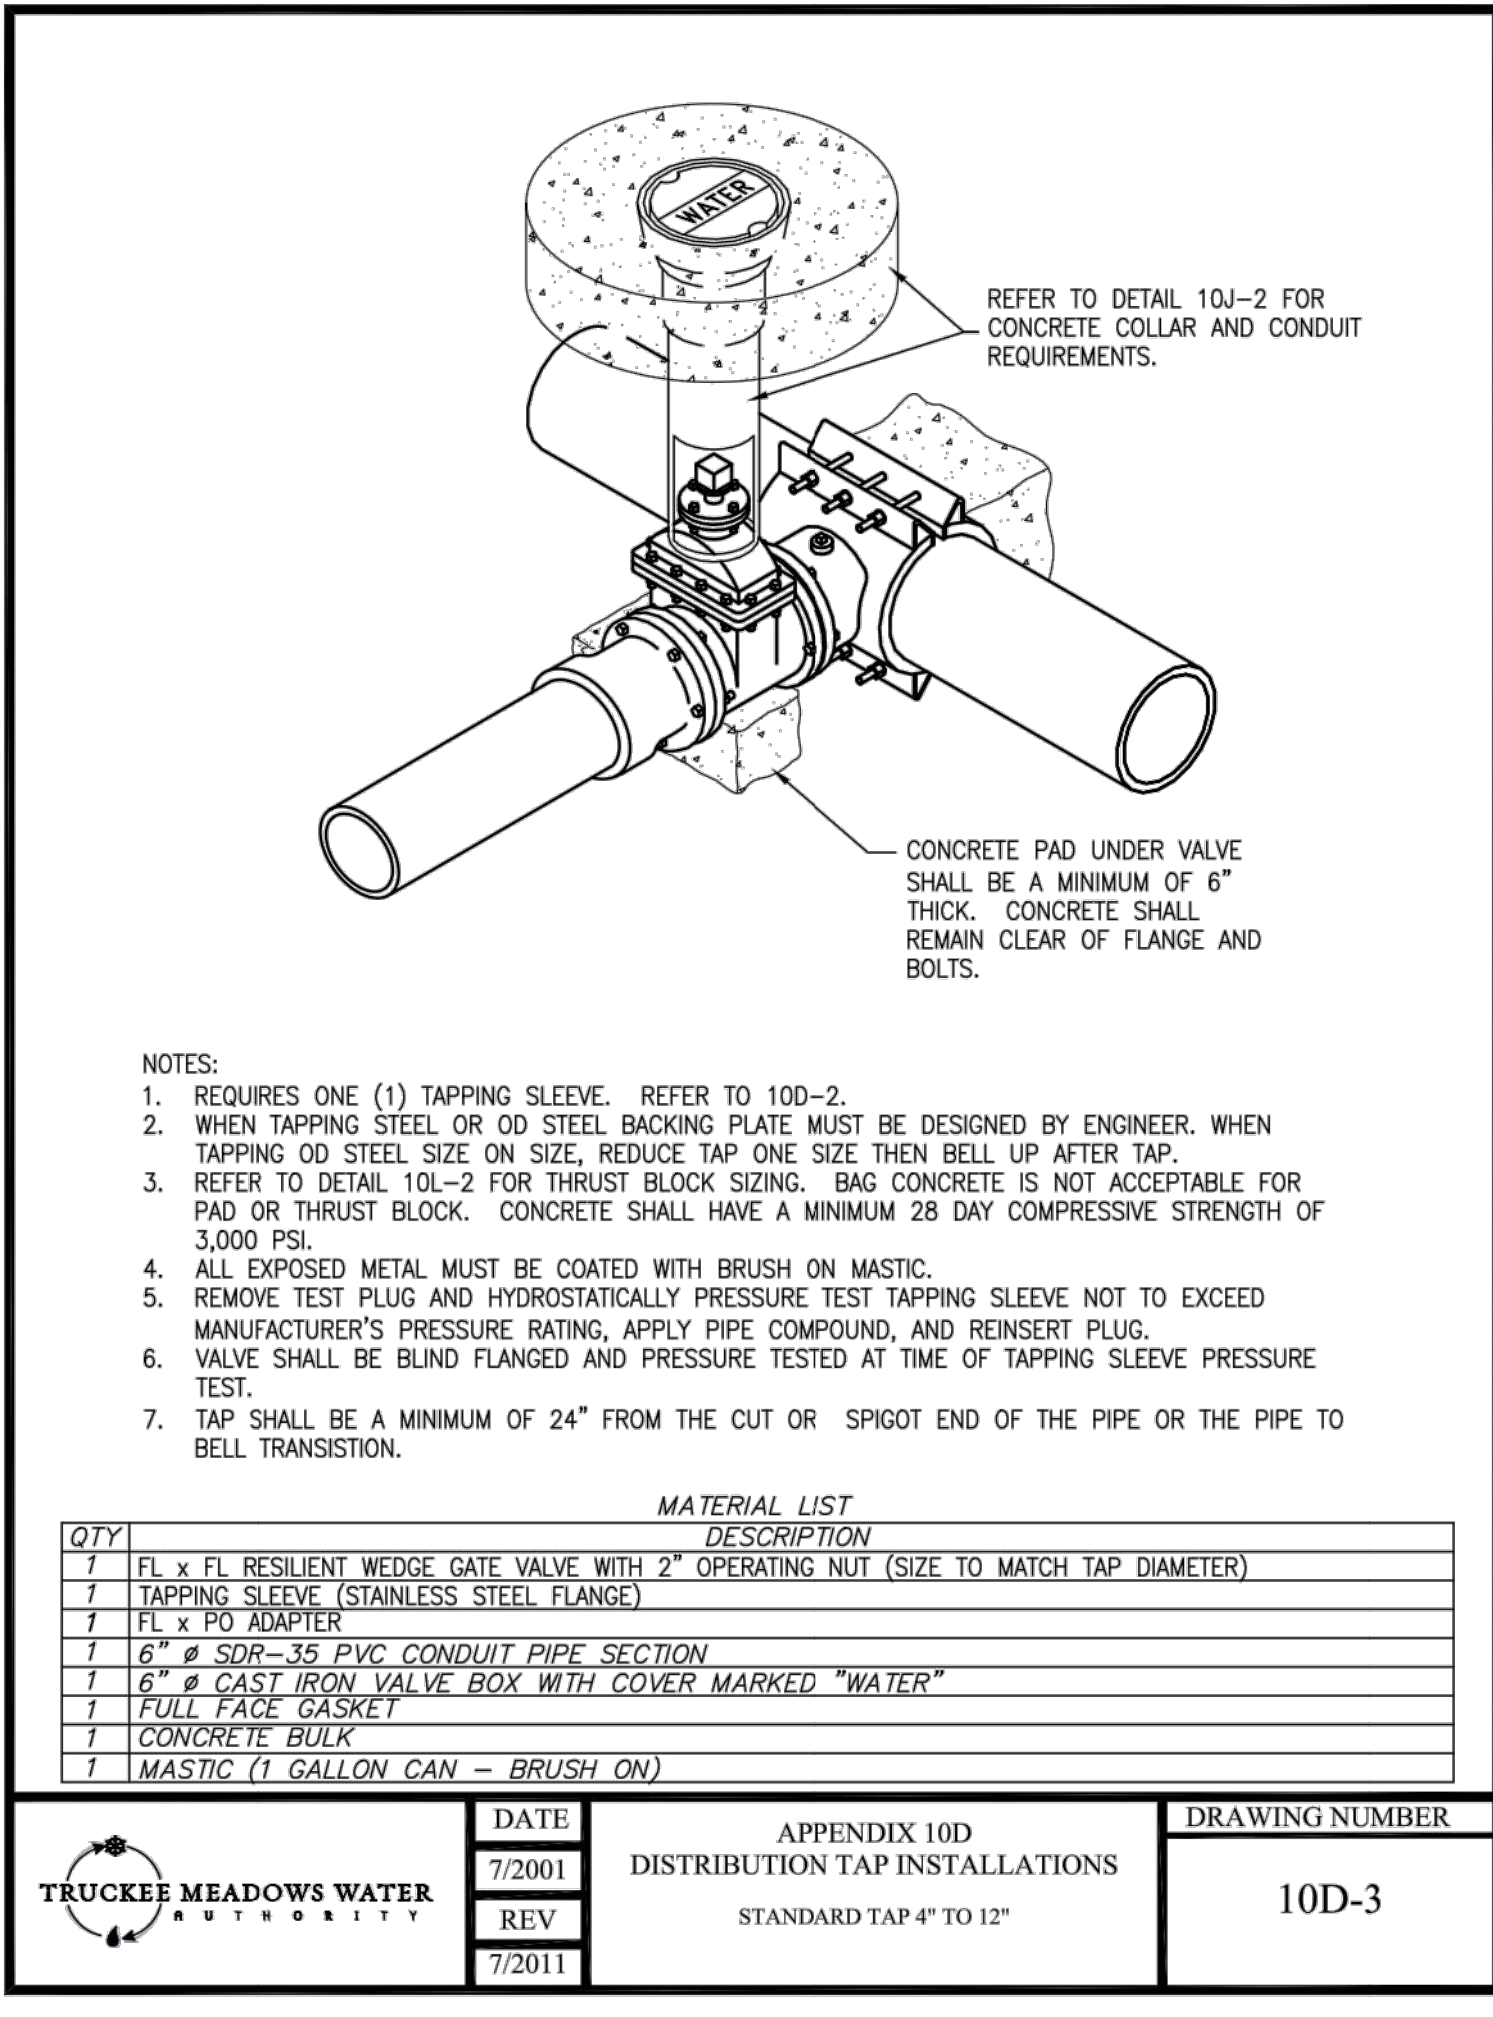 WATER
REFER TO DETAIL 10J-2 FOR
CONCRETE COLLAR AND CONDUIT
REQUIREMENTS.
CONCRETE PAD UNDER VALVE
SHALL BE A MINIMUM OF 6"
THICK. CONCRETE SHALL
REMAIN CLEAR OF FLANGE AND
BOLTS.
NOTES:
1. REQUIRES ONE (1) TAPPING SLEEVE. REFER TO 10D-2.
2. WHEN TAPPING STEEL OR OD STEEL BACKING PLATE MUST BE DESIGNED BY ENGINEER. WHEN
TAPPING OD STEEL SIZE ON SIZE, REDUCE TAP ONE SIZE THEN BELL UP AFTER TAP.
3. REFER TO DETAIL 10L-2 FOR THRUST BLOCK SIZING. BAG CONCRETE IS NOT ACCEPTABLE FOR
PAD OR THRUST BLOCK. CONCRETE SHALL HAVE A MINIMUM 28 DAY COMPRESSIVE STRENGTH OF
3,000 PSI.
4. ALL EXPOSED METAL MUST BE COATED WITH BRUSH ON MASTIC.
5. REMOVE TEST PLUG AND HYDROSTATICALLY PRESSURE TEST TAPPING SLEEVE NOT TO EXCEED
MANUFACTURER'S PRESSURE RATING, APPLY PIPE COMPOUND, AND REINSERT PLUG.
6. VALVE SHALL BE BLIND FLANGED AND PRESSURE TESTED AT TIME OF TAPPING SLEEVE PRESSURE
TEST.
7. TAP SHALL BE A MINIMUM OF 24" FROM THE CUT OR SPIGOT END OF THE PIPE OR THE PIPE TO
BELL TRANSISTION.
MATERIAL LIST
QTY DESCRIPTION
1 FL x FL RESILIENT WEDGE GATE VALVE WITH 2" OPERATING NUT (SIZE TO MATCH TAP DIAMETER)
1 TAPPING SLEEVE (STAINLESS STEEL FLANGE)
1 FL x PO ADAPTER
1 6" ø SDR-35 PVC CONDUIT PIPE SECTION
1 6" ø CAST IRON VALVE BOX WITH COVER MARKED "WATER"
1 FULL FACE GASKET
1 CONCRETE BULK
1 MASTIC (1 GALLON CAN - BRUSH ON)
TRUCKEE MEADOWS WATER
AUTHORITY
DATE
7/2001
REV
7/2011
APPENDIX 10D
DISTRIBUTION TAP INSTALLATIONS
STANDARD TAP 4" TO 12"
DRAWING NUMBER
10D-3